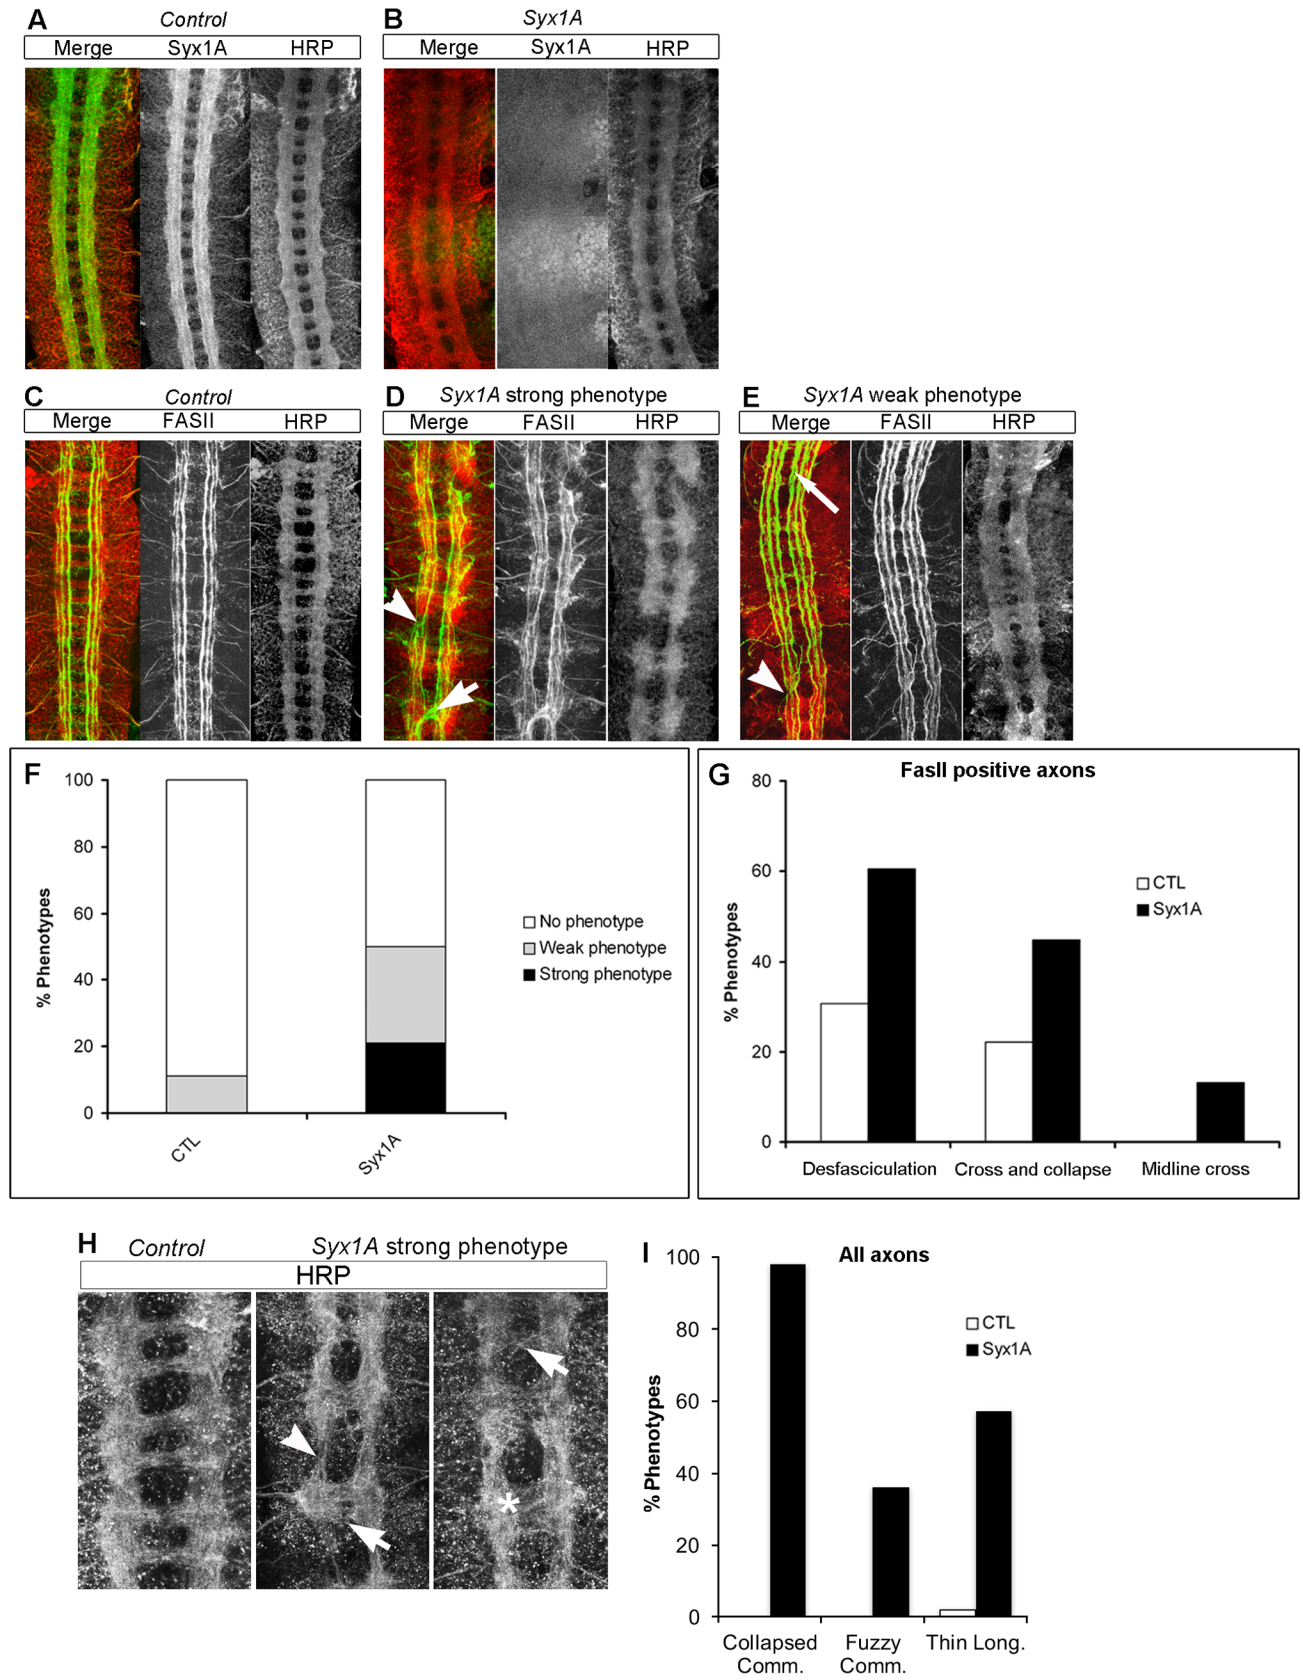 A Control
Merge Syx1A HRP
B Syx1A
Merge Syx1A HRP
C Control
Merge FASII HRP
D Syx1A strong phenotype
Merge FASII HRP
E Syx1A weak phenotype
Merge FASII HRP
F
% Phenotypes
100
80
60
40
20
0
CTL
Syx1A
No phenotype
Weak phenotype
Strong phenotype
G
FasII positive axons
% Phenotypes
80
60
40
20
0
CTL
Syx1A
Desfasciculation Cross and collapse Midline cross
H Control Syx1A strong phenotype
HRP
*
I
All axons
% Phenotypes
100
80
60
40
20
0
CTL
Syx1A
Collapsed Comm.
Fuzzy Comm.
Thin Long.